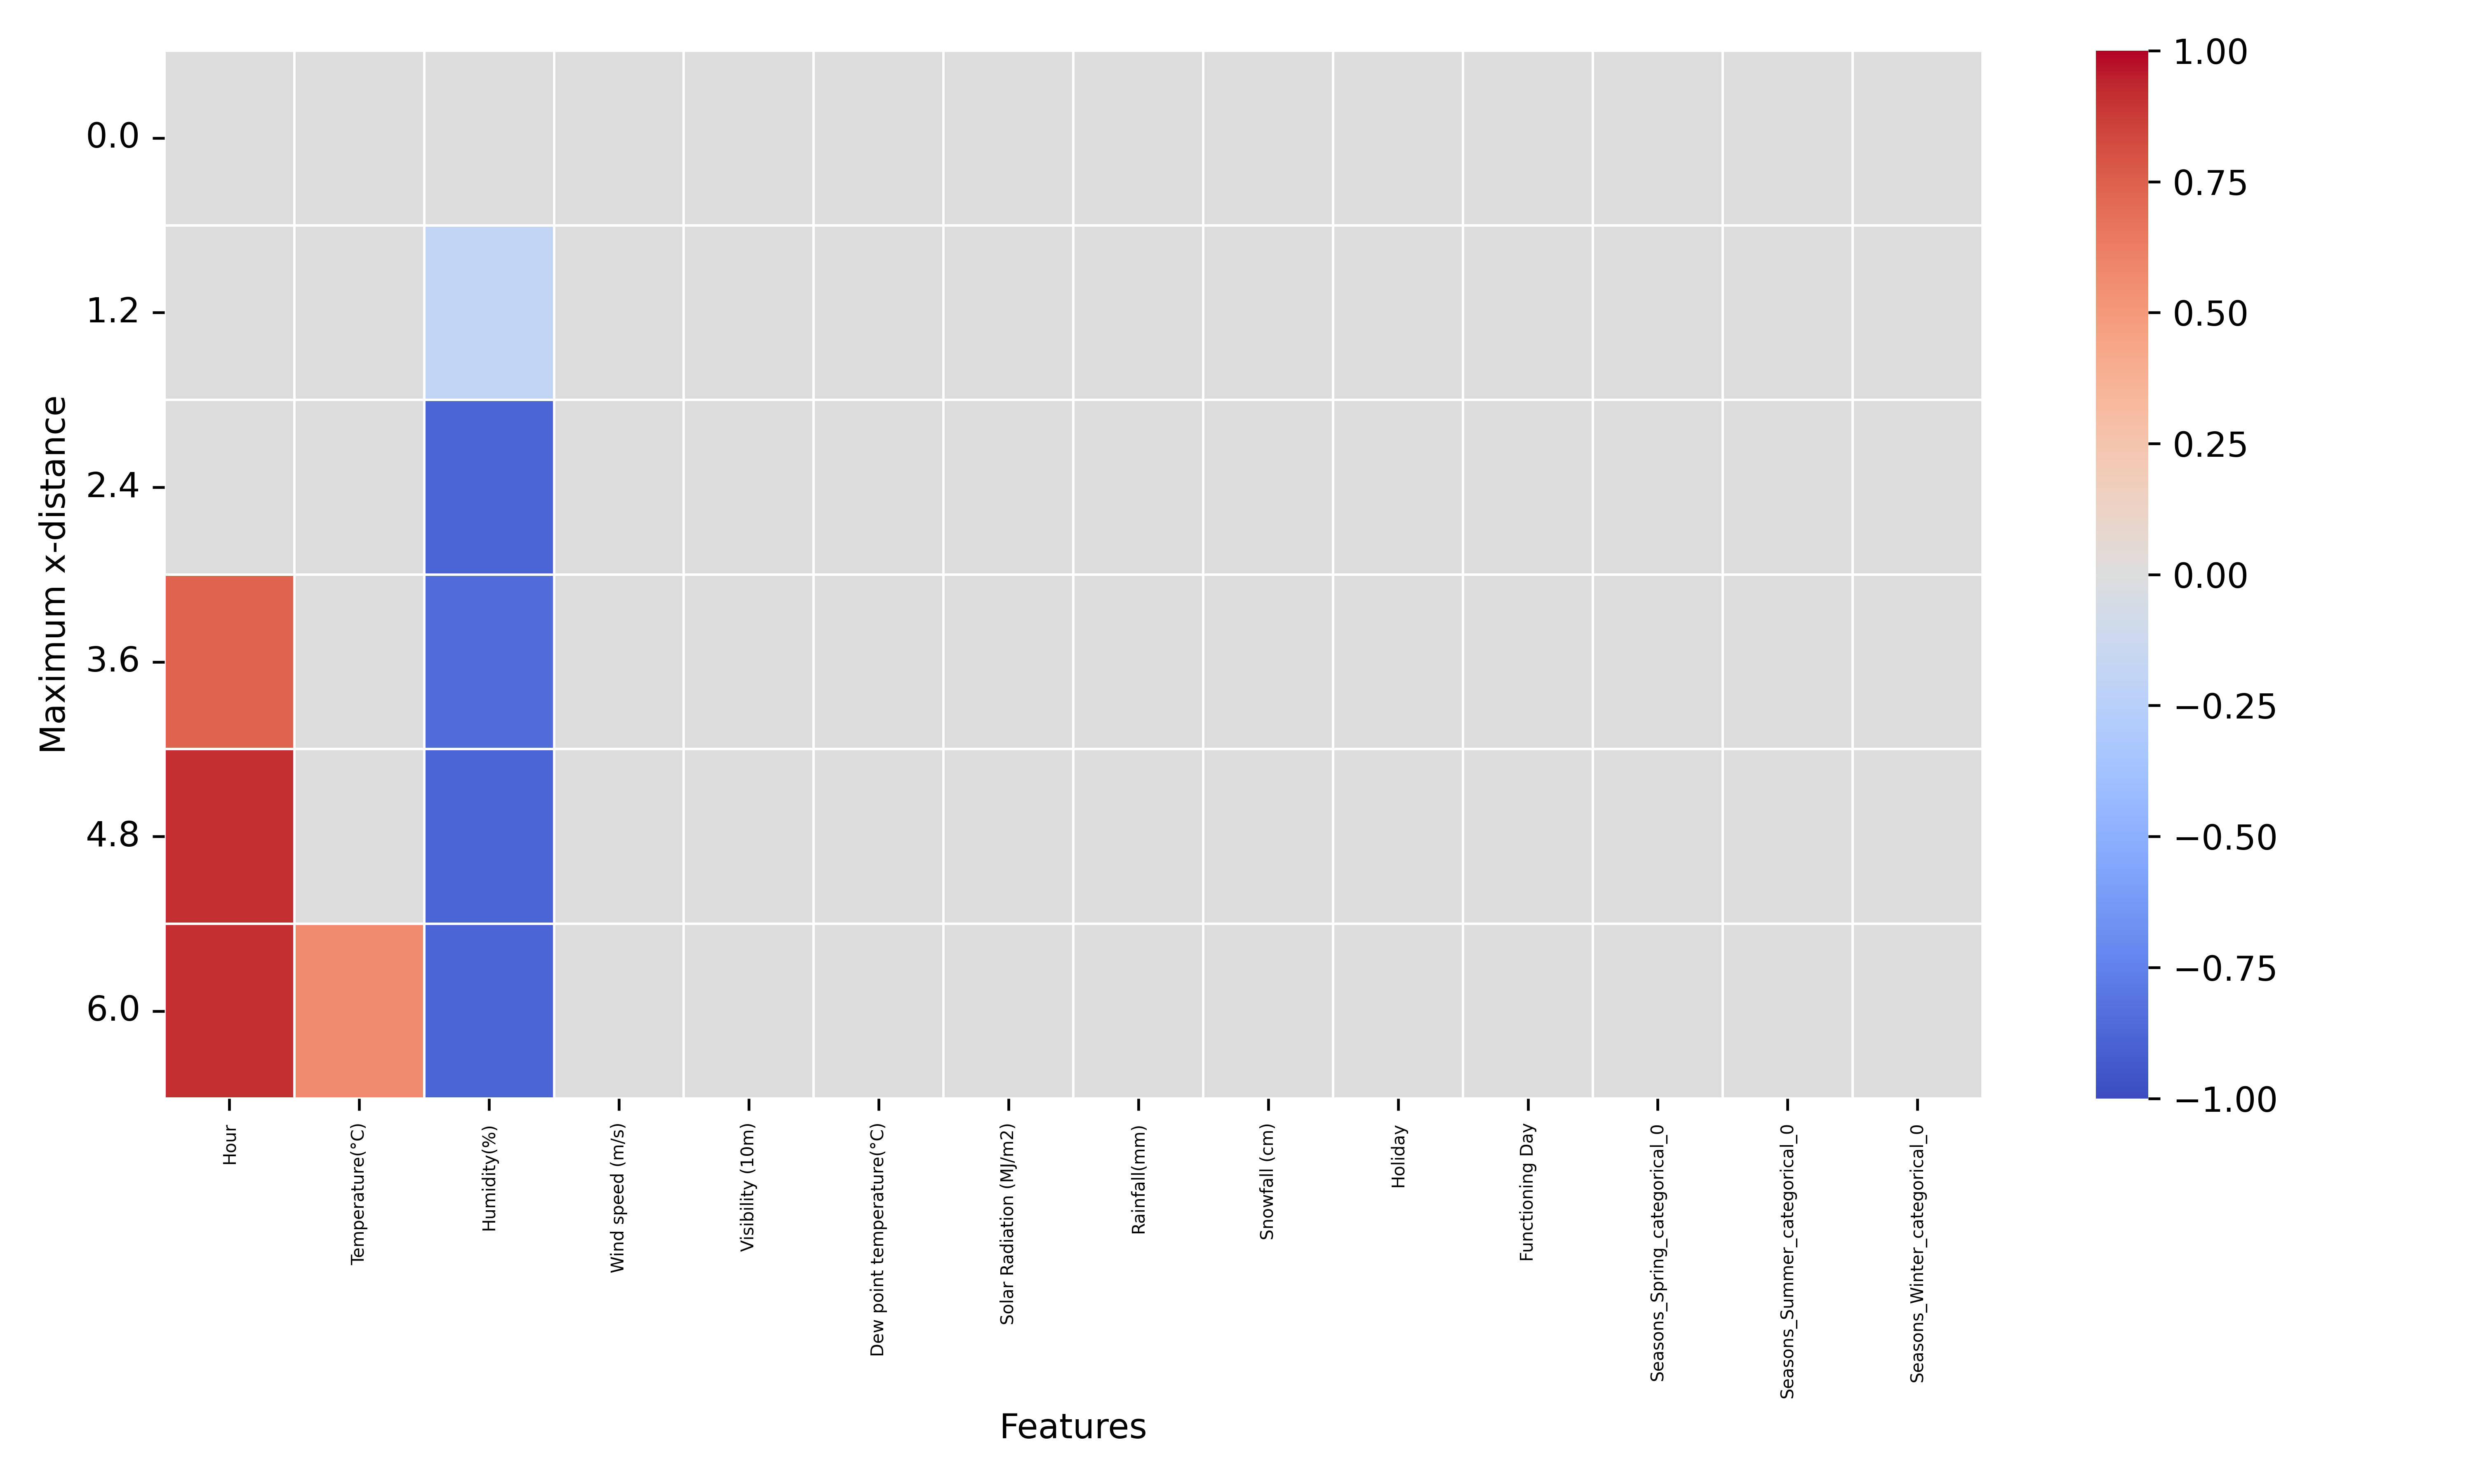 Maximum x-distance
0.0
1.2
2.4
3.6
4.8
6.0
Hour
Temperature(°C)
Humidity(%)
Wind speed (m/s)
Visibility (10m)
Dew point temperature(°C)
Solar Radiation (MJ/m2)
Rainfall(mm)
Snowfall (cm)
Holiday
Functioning Day
Seasons_Spring_categorical_0
Seasons_Summer_categorical_0
Seasons_Winter_categorical_0
Features
1.00
0.75
0.50
0.25
0.00
−0.25
−0.50
−0.75
−1.00